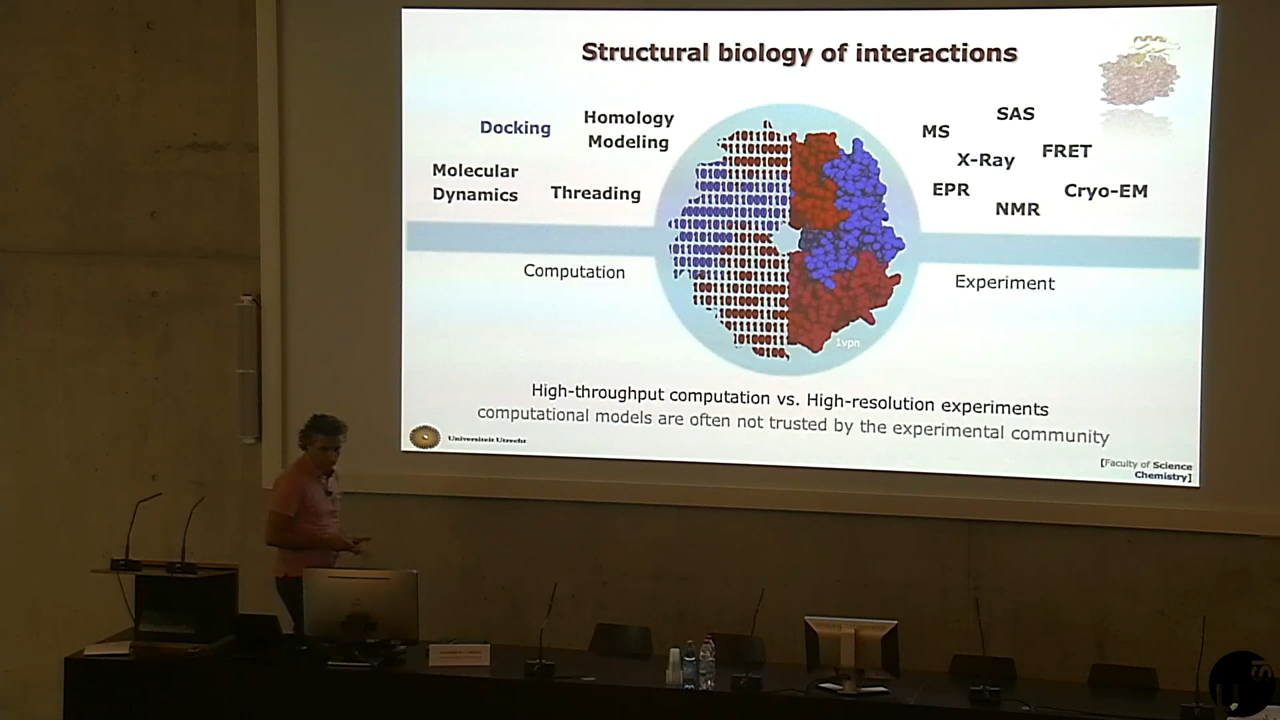 Structural biology of interactions
Docking
Homology
Modeling
Molecular
Dynamics
Threading
SAS
MS
X-Ray
FRET
EPR
Cryo-EM
NMR
Computation
Experiment
1vpn
High-throughput computation vs. High-resolution experiments
computational models are often not trusted by the experimental community
Universiteit Utrecht
[Faculty of Science
Chemistry]